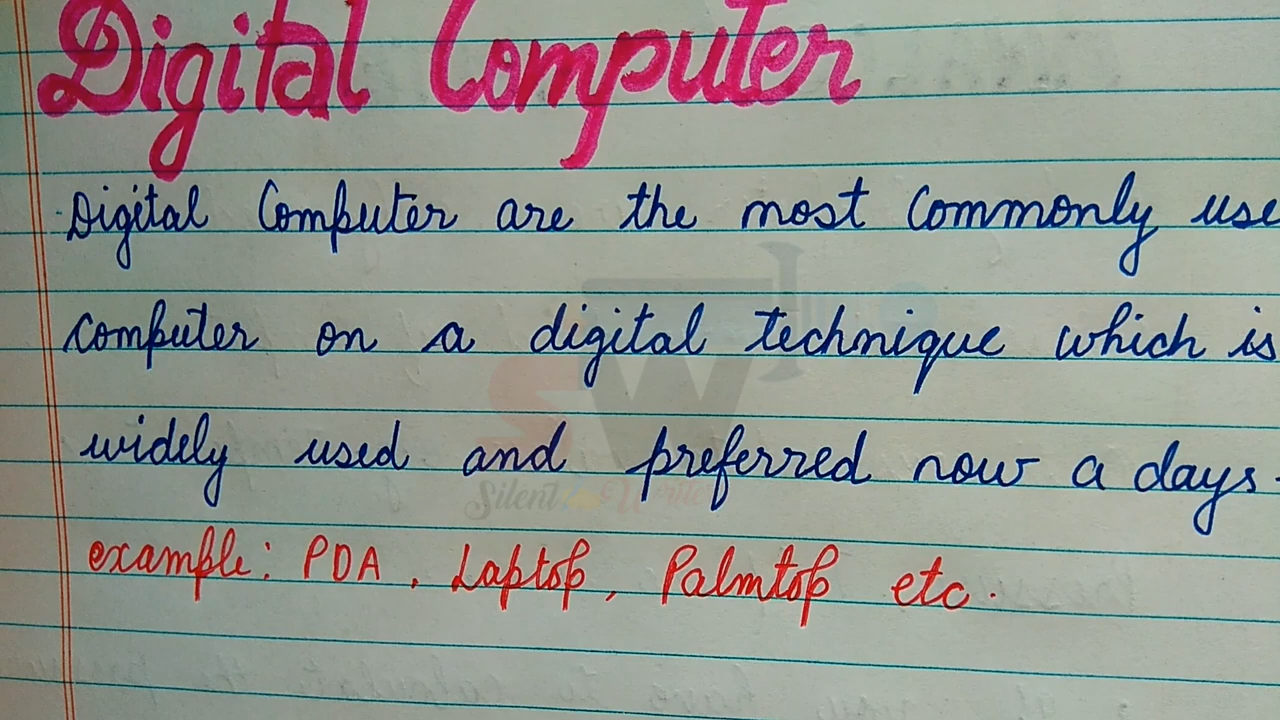 Digital Computer
Digital Computer are the most Commonly use
computer on a digital technique which is
widely used and preferred now a days.
Silent
example: PDA, Laptop, Palmtop etc.